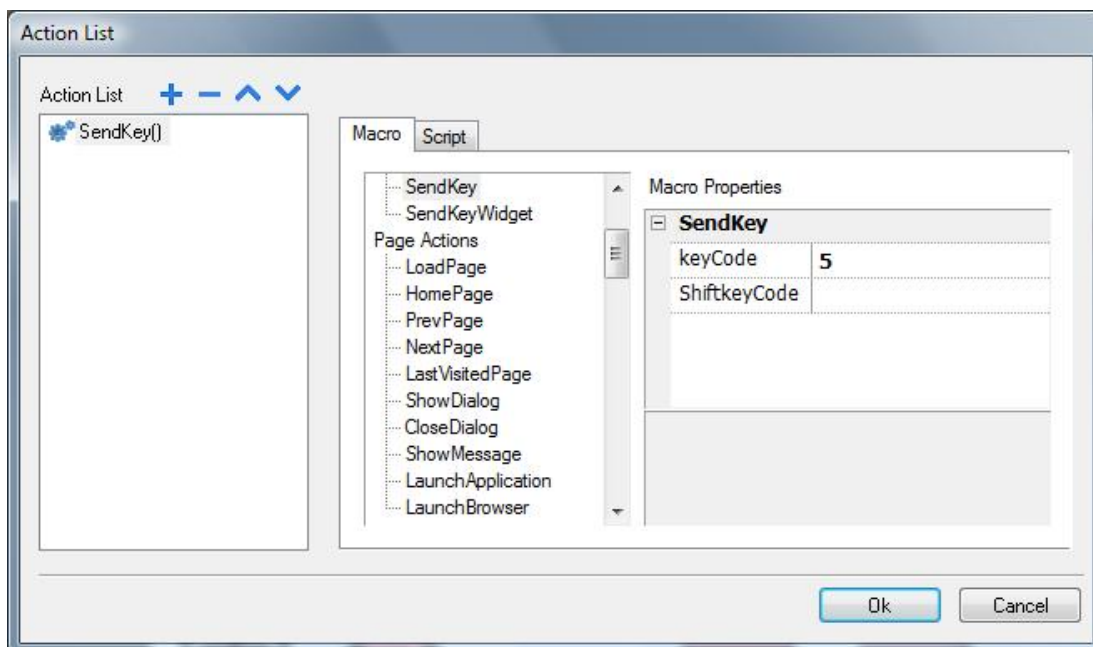 Action List
Action List
SendKey()
Macro
Script
SendKey
SendKeyWidget
Page Actions
LoadPage
HomePage
PrevPage
NextPage
LastVisitedPage
ShowDialog
CloseDialog
ShowMessage
LaunchApplication
LaunchBrowser
Macro Properties
SendKey
keyCode 5
ShiftkeyCode
Ok
Cancel